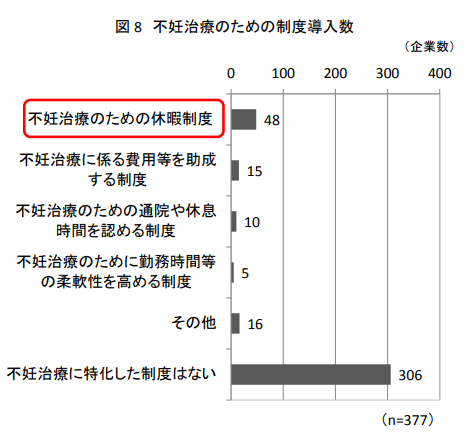 図 8 不妊治療のための制度導入数
（企業数）
0 100 200 300 400
不妊治療のための休暇制度 48
不妊治療に係る費用等を助成
する制度 15
不妊治療のための通院や休息
時間を認める制度 10
不妊治療のために勤務時間等
の柔軟性を高める制度 5
その他 16
不妊治療に特化した制度はない 306
（n=377）